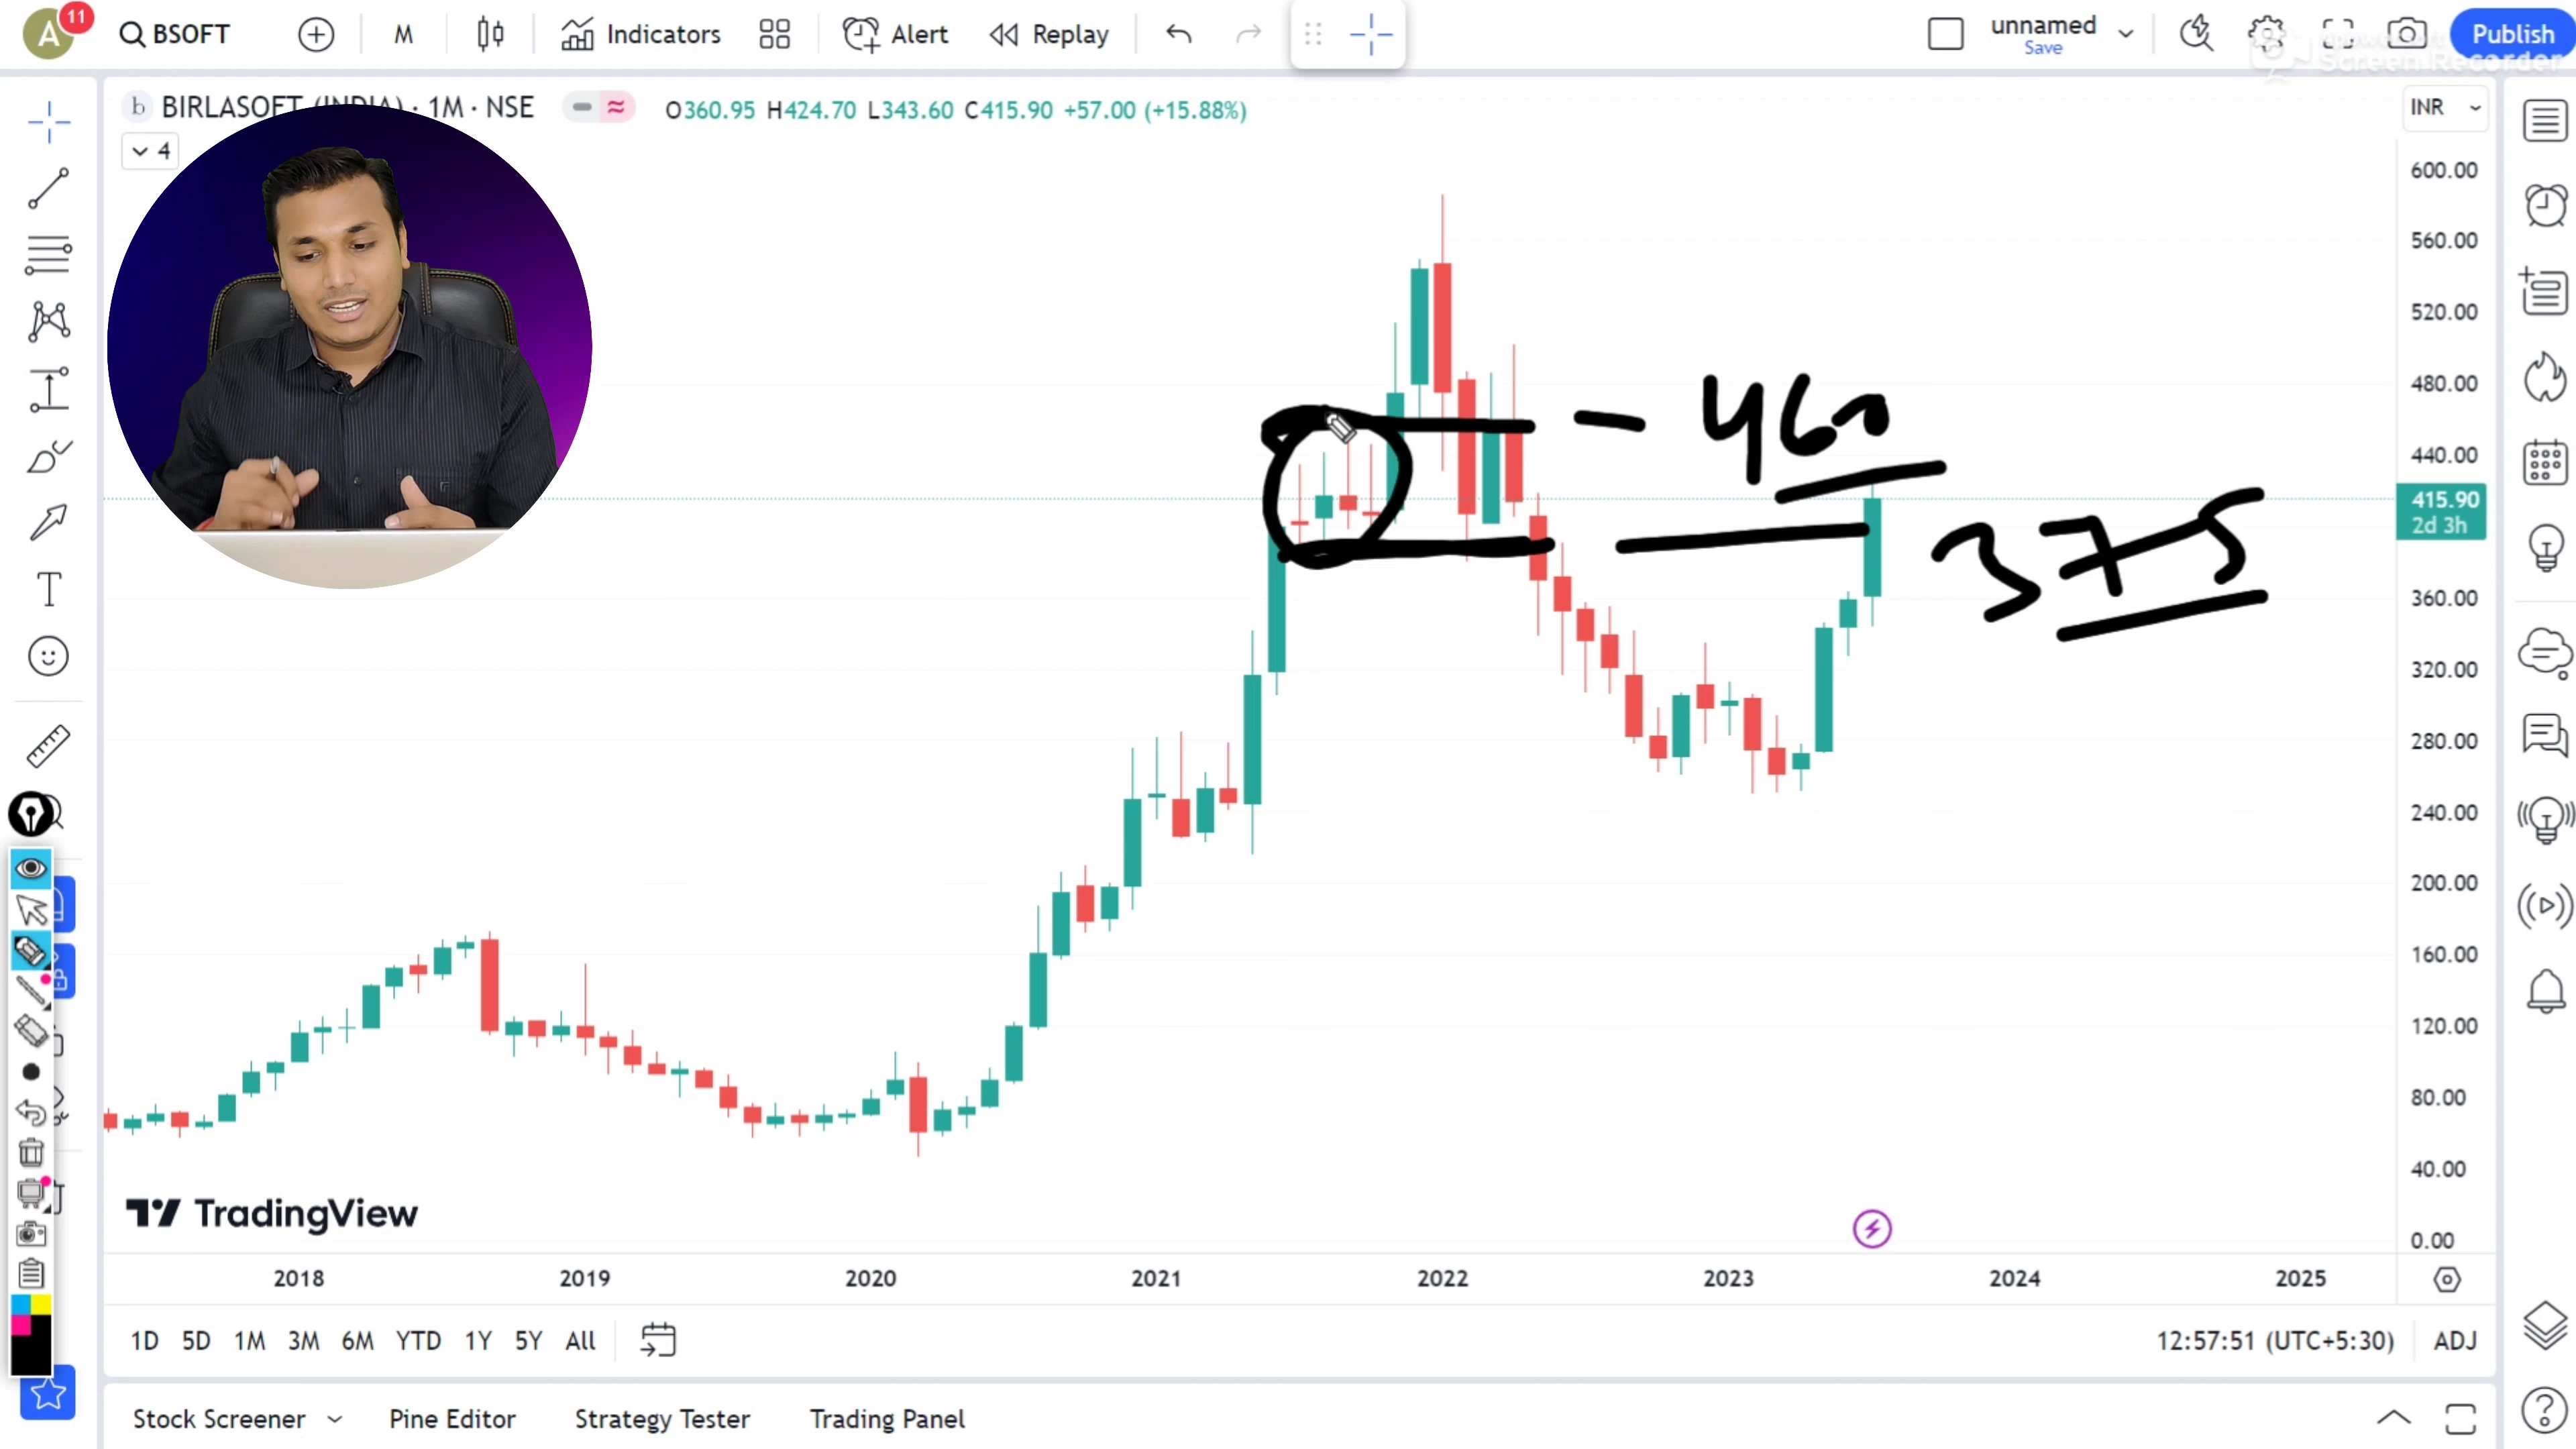 A 11 BSOFT M Indicators Alert Replay unnamed Save Publish
Screen Recorder
b BIRLASOFT (INDIA) · 1M · NSE O360.95 H424.70 L343.60 C415.90 +57.00 (+15.88%) INR
4
600.00
560.00
520.00
480.00
– 460
440.00
415.90
2d 3h
375
360.00
320.00
280.00
240.00
200.00
160.00
120.00
80.00
40.00
0.00
TradingView
2018 2019 2020 2021 2022 2023 2024 2025
1D 5D 1M 3M 6M YTD 1Y 5Y All 12:57:51 (UTC+5:30) ADJ
Stock Screener Pine Editor Strategy Tester Trading Panel